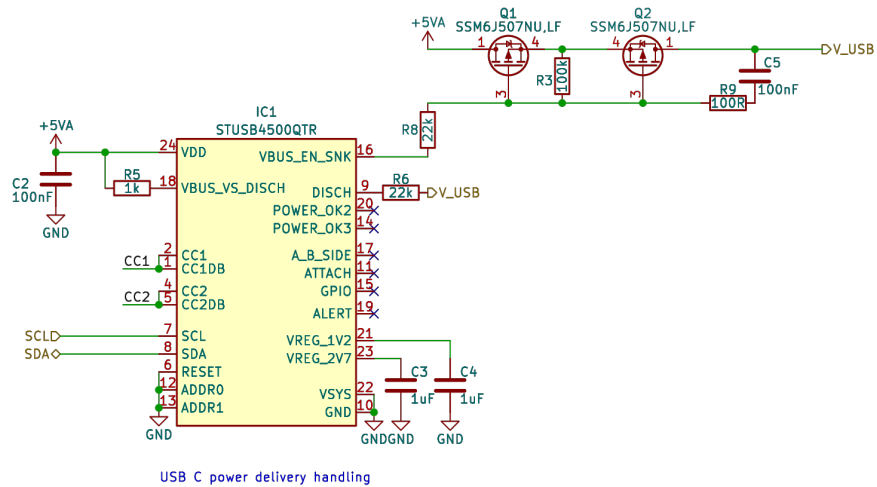 Q1
SSM6J507NU,LF
Q2
SSM6J507NU,LF
+5VA
1
4
3
R3
100k
4
1
3
V_USB
C5
100nF
R9
100R
R8
22k
IC1
STUSB4500QTR
+5VA
C2
100nF
GND
R5
1k
24
VDD
18
VBUS_VS_DISCH
2
CC1
1
CC1DB
CC1
4
CC2
5
CC2DB
CC2
SCL
7
SCL
SDA
8
SDA
6
RESET
12
ADDR0
13
ADDR1
GND
VBUS_EN_SNK
16
DISCH
9
R6
22k
V_USB
POWER_OK2
20
POWER_OK3
14
A_B_SIDE
17
ATTACH
11
GPIO
15
ALERT
19
VREG_1V2
21
VREG_2V7
23
VSYS
22
GND
10
C3
1uF
C4
1uF
GND
GND
GND
USB C power delivery handling